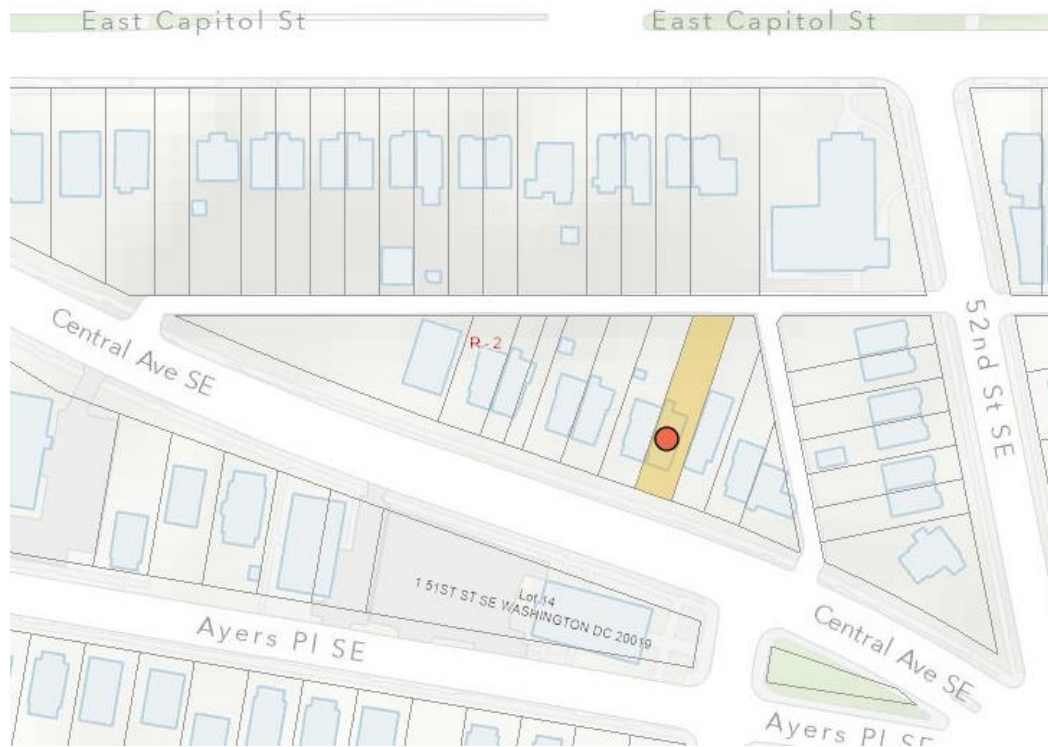 East Capitol St
East Capitol St
Central Ave SE
R - 2
52nd St SE
Lot 14
1 51ST ST SE WASHINGTON DC 20019
Ayers Pl SE
Central Ave SE
Ayers Pl SE